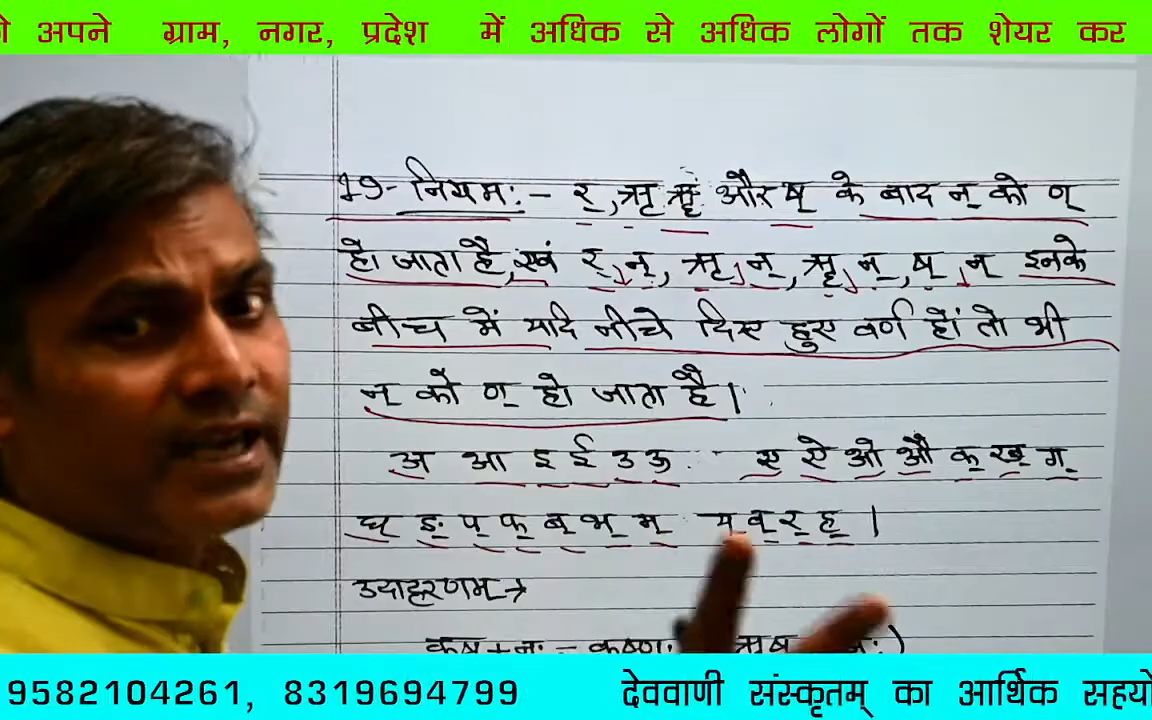 अपने ग्राम, नगर, प्रदेश में अधिक से अधिक लोगों तक शेयर कर
19- नियम:- र्, ऋ ॠ और ष् के बाद न् को ण्
हो जाता है, एवं र् न्, ऋ न्, ॠ न्, ष् न् इनके
बीच में यदि नीचे दिए हुए वर्ण हों तो भी
न् को ण् हो जाता है।
अ आ इ ई उ ऊ ए ऐ ओ औ क् ख् ग्
घ् ङ् प् फ् ब् भ् म् य् व् र् ह् ।
उदाहरणम् →
9582104261, 8319694799 देववाणी संस्कृतम् का आर्थिक सहयो